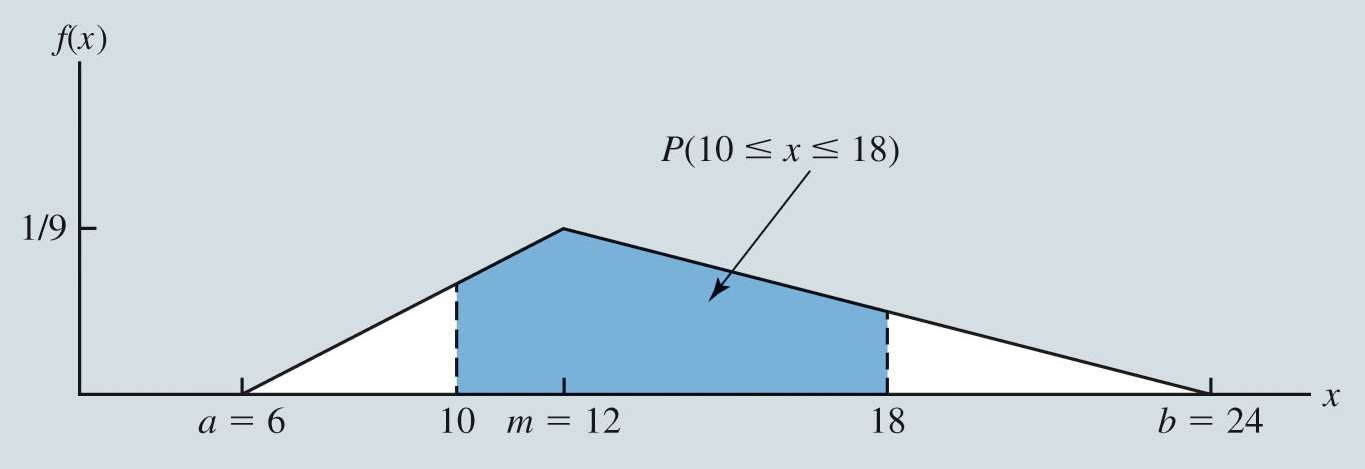 f(x)
P(10 ≤ x ≤ 18)
1/9
a = 6 10 m = 12 18 b = 24 x